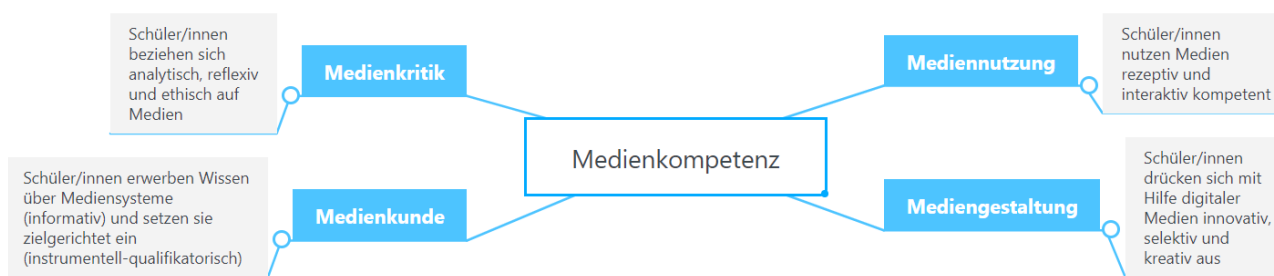 Schüler/innen
beziehen sich
analytisch, reflexiv
und ethisch auf
Medien
Medienkritik
Mediennutzung
Schüler/innen
nutzen Medien
rezeptiv und
interaktiv kompetent
Medienkompetenz
Schüler/innen erwerben Wissen
über Mediensysteme
(informativ) und setzen sie
zielgerichtet ein
(instrumentell-qualifikatorisch)
Medienkunde
Mediengestaltung
Schüler/innen
drücken sich mit
Hilfe digitaler
Medien innovativ,
selektiv und
kreativ aus